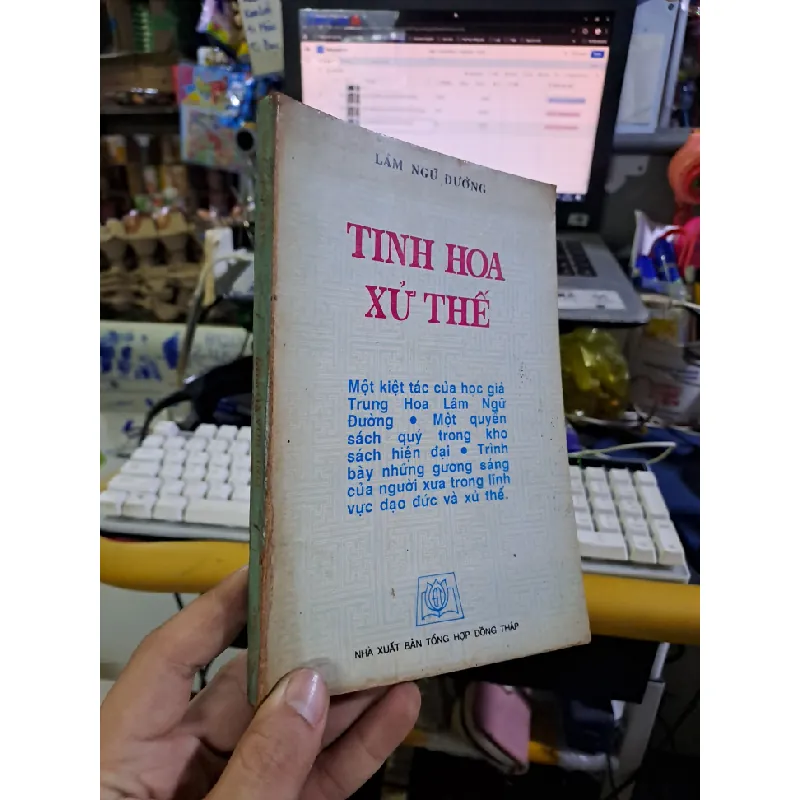 LÂM NGỮ ĐƯỜNG
TINH HOA
XỬ THẾ
Một kiệt tác của học giả
Trung Hoa Lâm Ngữ
Đường • Một quyển
sách quý trong kho
sách hiện đại • Trình
bày những gương sáng
của người xưa trong lĩnh
vực đạo đức và xử thế.
NHÀ XUẤT BẢN TỔNG HỢP ĐỒNG THÁP